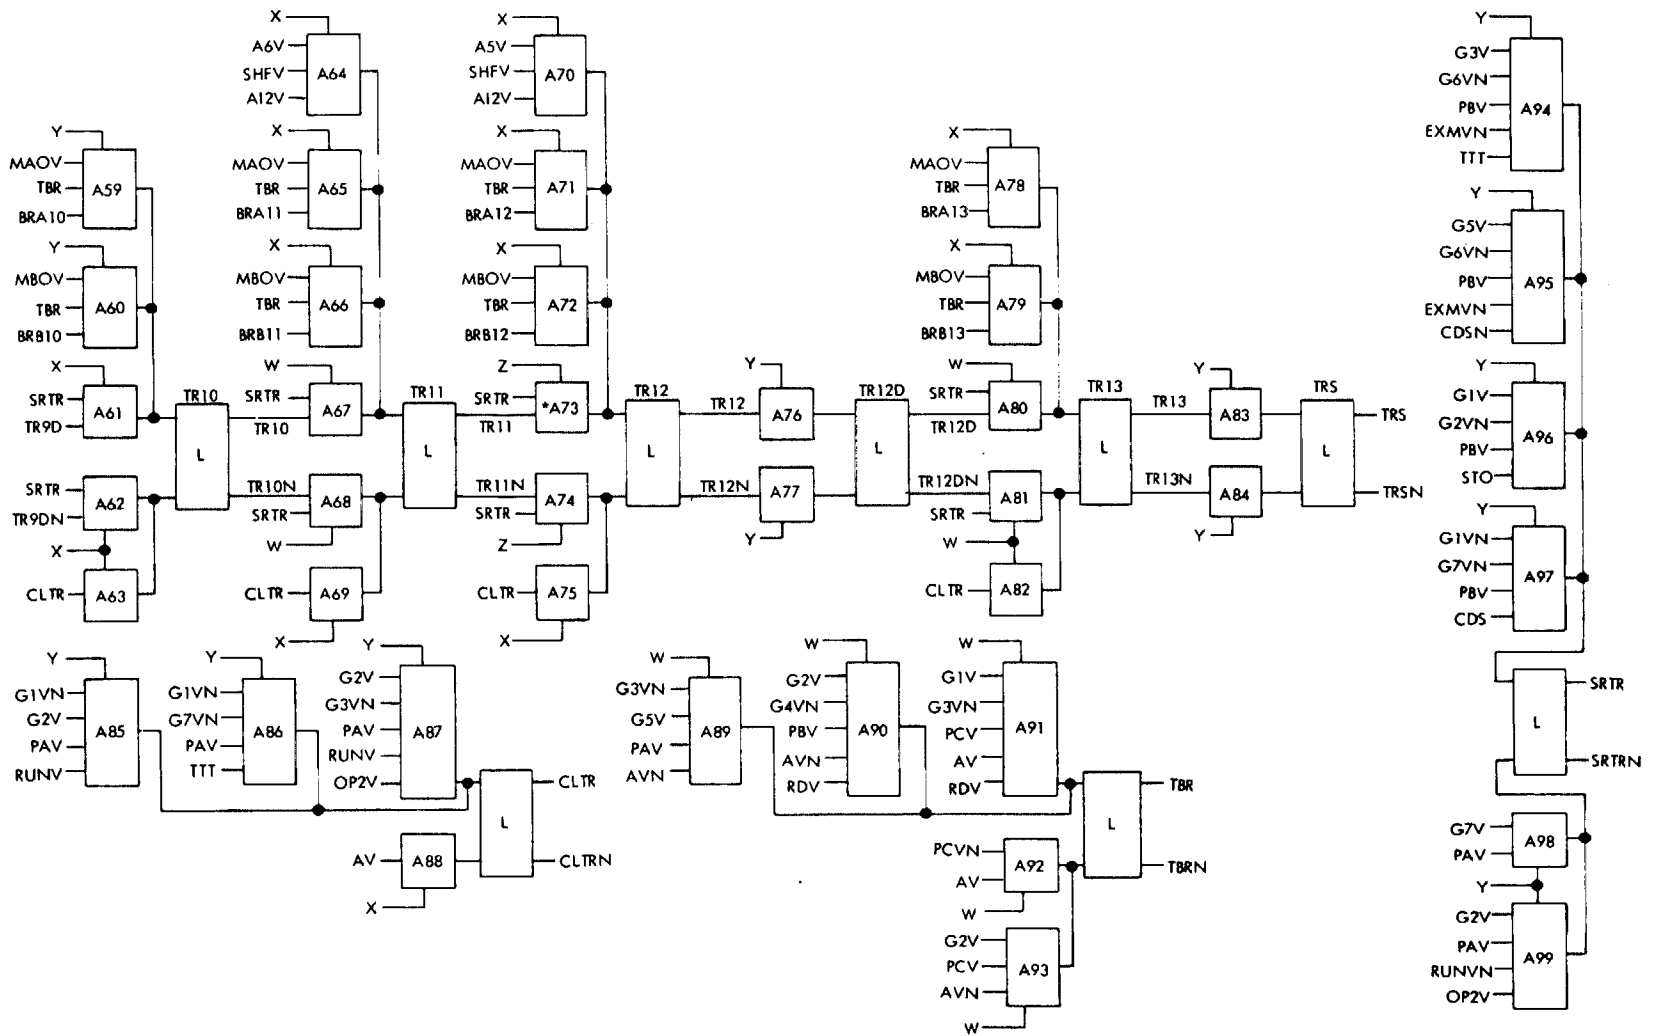 X
A6V
SHFV
A12V
A64
X
A5V
SHFV
A12V
A70
Y
G3V
G6VN
PBV
EXMVN
TTT
A94
Y
MAOV
TBR
BRA10
A59
X
MAOV
TBR
BRA11
A65
X
MAOV
TBR
BRA12
A71
X
MAOV
TBR
BRA13
A78
Y
G5V
G6VN
PBV
EXMVN
CDSN
A95
Y
MBOV
TBR
BRB10
A60
X
MBOV
TBR
BRB11
A66
X
MBOV
TBR
BRB12
A72
X
MBOV
TBR
BRB13
A79
X
SRTR
TR9D
A61
TR10
L
TR10
W
SRTR
A67
TR11
L
TR11
Z
SRTR
*A73
TR12
L
TR12
Y
A76
TR12D
L
TR12D
W
SRTR
A80
TR13
L
TR13
Y
A83
TRS
L
TRS
Y
G1V
G2VN
PBV
STO
A96
SRTR
TR9DN
A62
X
CLTR
A63
TR10N
SRTR
A68
W
CLTR
A69
X
TR11N
SRTR
A74
Z
CLTR
A75
X
TR12N
A77
Y
TR12DN
SRTR
A81
W
CLTR
A82
TR13N
A84
Y
TRSN
Y
G1VN
G7VN
PBV
CDS
A97
Y
G1VN
G2V
PAV
RUNV
A85
Y
G1VN
G7VN
PAV
TTT
A86
Y
G2V
G3VN
PAV
RUNV
OP2V
A87
L
CLTR
CLTRN
AV
A88
X
W
G3VN
G5V
PAV
AVN
A89
W
G2V
G4VN
PBV
AVN
RDV
A90
W
G1V
G3VN
PCV
AV
RDV
A91
L
TBR
TBRN
PCVN
AV
A92
W
G2V
PCV
AVN
A93
W
L
SRTR
SRTRN
G7V
PAV
A98
Y
G2V
PAV
RUNVN
OP2V
A99